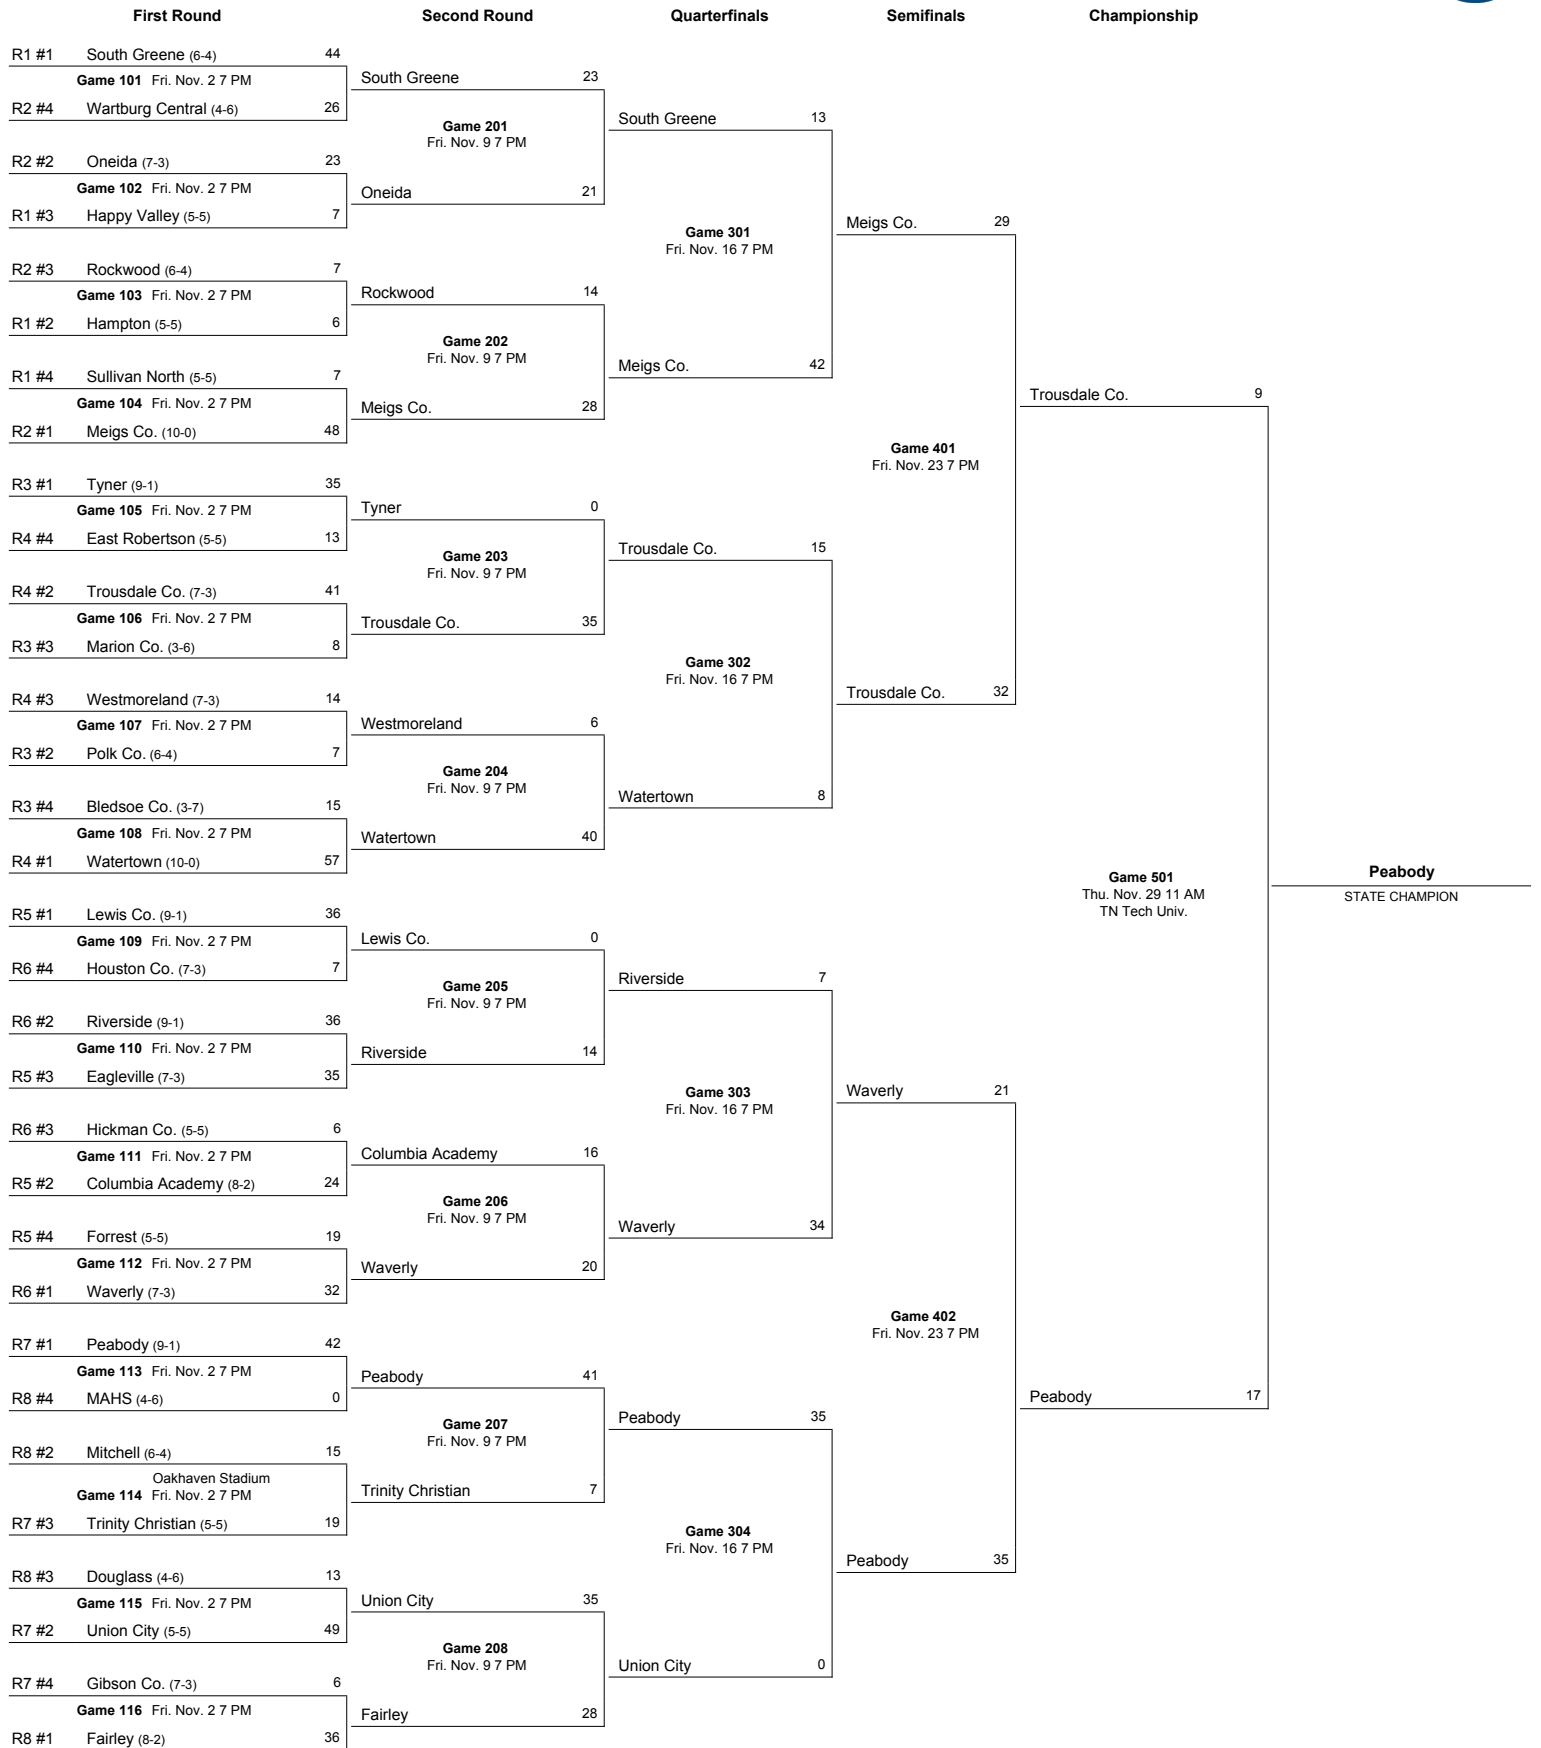 First Round Second Round Quarterfinals Semifinals Championship
R1 #1 South Greene (6-4) 44
Game 101 Fri. Nov. 2 7 PM
R2 #4 Wartburg Central (4-6) 26
R2 #2 Oneida (7-3) 23
Game 102 Fri. Nov. 2 7 PM
R1 #3 Happy Valley (5-5) 7
R2 #3 Rockwood (6-4) 7
Game 103 Fri. Nov. 2 7 PM
R1 #2 Hampton (5-5) 6
R1 #4 Sullivan North (5-5) 7
Game 104 Fri. Nov. 2 7 PM
R2 #1 Meigs Co. (10-0) 48
R3 #1 Tyner (9-1) 35
Game 105 Fri. Nov. 2 7 PM
R4 #4 East Robertson (5-5) 13
R4 #2 Trousdale Co. (7-3) 41
Game 106 Fri. Nov. 2 7 PM
R3 #3 Marion Co. (3-6) 8
R4 #3 Westmoreland (7-3) 14
Game 107 Fri. Nov. 2 7 PM
R3 #2 Polk Co. (6-4) 7
R3 #4 Bledsoe Co. (3-7) 15
Game 108 Fri. Nov. 2 7 PM
R4 #1 Watertown (10-0) 57
R5 #1 Lewis Co. (9-1) 36
Game 109 Fri. Nov. 2 7 PM
R6 #4 Houston Co. (7-3) 7
R6 #2 Riverside (9-1) 36
Game 110 Fri. Nov. 2 7 PM
R5 #3 Eagleville (7-3) 35
R6 #3 Hickman Co. (5-5) 6
Game 111 Fri. Nov. 2 7 PM
R5 #2 Columbia Academy (8-2) 24
R5 #4 Forrest (5-5) 19
Game 112 Fri. Nov. 2 7 PM
R6 #1 Waverly (7-3) 32
R7 #1 Peabody (9-1) 42
Game 113 Fri. Nov. 2 7 PM
R8 #4 MAHS (4-6) 0
R8 #2 Mitchell (6-4) 15
Oakhaven Stadium
Game 114 Fri. Nov. 2 7 PM
R7 #3 Trinity Christian (5-5) 19
R8 #3 Douglass (4-6) 13
Game 115 Fri. Nov. 2 7 PM
R7 #2 Union City (5-5) 49
R7 #4 Gibson Co. (7-3) 6
Game 116 Fri. Nov. 2 7 PM
R8 #1 Fairley (8-2) 36
South Greene 23
Game 201
Fri. Nov. 9 7 PM
Oneida 21
Rockwood 14
Game 202
Fri. Nov. 9 7 PM
Meigs Co. 28
Tyner 0
Game 203
Fri. Nov. 9 7 PM
Trousdale Co. 35
Westmoreland 6
Game 204
Fri. Nov. 9 7 PM
Watertown 40
Lewis Co. 0
Game 205
Fri. Nov. 9 7 PM
Riverside 14
Columbia Academy 16
Game 206
Fri. Nov. 9 7 PM
Waverly 20
Peabody 41
Game 207
Fri. Nov. 9 7 PM
Trinity Christian 7
Union City 35
Game 208
Fri. Nov. 9 7 PM
Fairley 28
South Greene 13
Game 301
Fri. Nov. 16 7 PM
Meigs Co. 42
Trousdale Co. 15
Game 302
Fri. Nov. 16 7 PM
Watertown 8
Riverside 7
Game 303
Fri. Nov. 16 7 PM
Waverly 34
Peabody 35
Game 304
Fri. Nov. 16 7 PM
Union City 0
Meigs Co. 29
Game 401
Fri. Nov. 23 7 PM
Trousdale Co. 32
Waverly 21
Game 402
Fri. Nov. 23 7 PM
Peabody 35
Trousdale Co. 9
Game 501
Thu. Nov. 29 11 AM
TN Tech Univ.
Peabody 17
Peabody
STATE CHAMPION